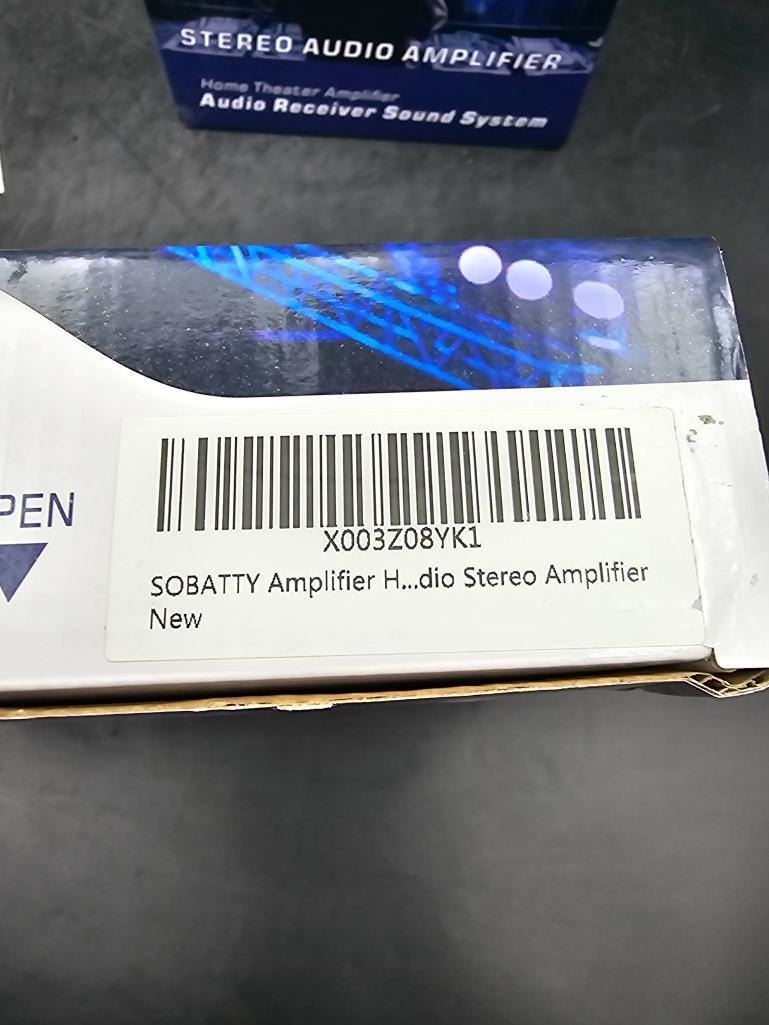 STEREO AUDIO AMPLIFIER
Home Theater Amplifier
Audio Receiver Sound System
PEN
X003Z08YK1
SOBATTY Amplifier H...dio Stereo Amplifier
New